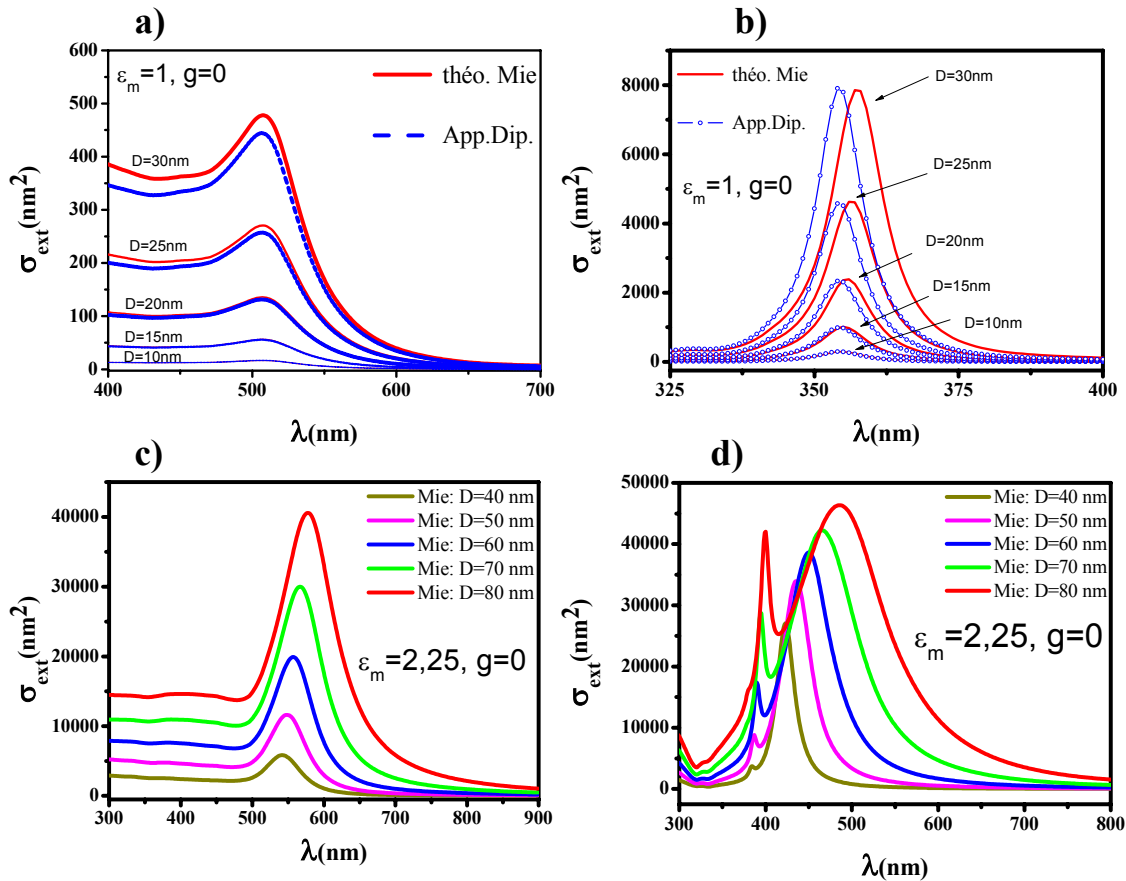 a)
600
500
400
300
200
100
0
σext(nm²)
εm=1, g=0
théo. Mie
App.Dip.
D=30nm
D=25nm
D=20nm
D=15nm
D=10nm
400
500
600
700
λ(nm)
b)
8000
6000
4000
2000
0
σext(nm²)
théo. Mie
App.Dip.
εm=1, g=0
D=30nm
D=25nm
D=20nm
D=15nm
D=10nm
325
350
375
400
λ(nm)
c)
40000
30000
20000
10000
0
σext(nm²)
Mie: D=40 nm
Mie: D=50 nm
Mie: D=60 nm
Mie: D=70 nm
Mie: D=80 nm
εm=2,25, g=0
300
400
500
600
700
800
900
λ(nm)
d)
50000
40000
30000
20000
10000
0
σext(nm²)
Mie: D=40 nm
Mie: D=50 nm
Mie: D=60 nm
Mie: D=70 nm
Mie: D=80 nm
εm=2,25, g=0
300
400
500
600
700
800
λ(nm)